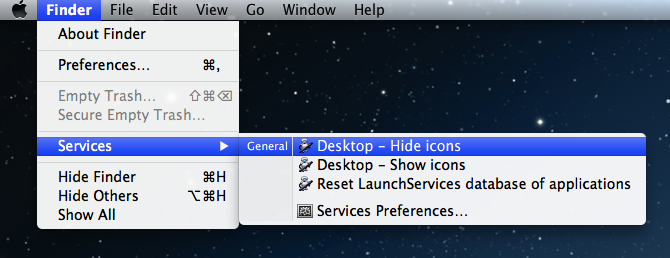 Finder File Edit View Go Window Help
About Finder
Preferences... ⌘,
Empty Trash... ⇧⌘⌫
Secure Empty Trash...
Services ▶ General Desktop – Hide icons
Desktop – Show icons
Reset LaunchServices database of applications
Hide Finder ⌘H
Services Preferences...
Hide Others ⌥⌘H
Show All